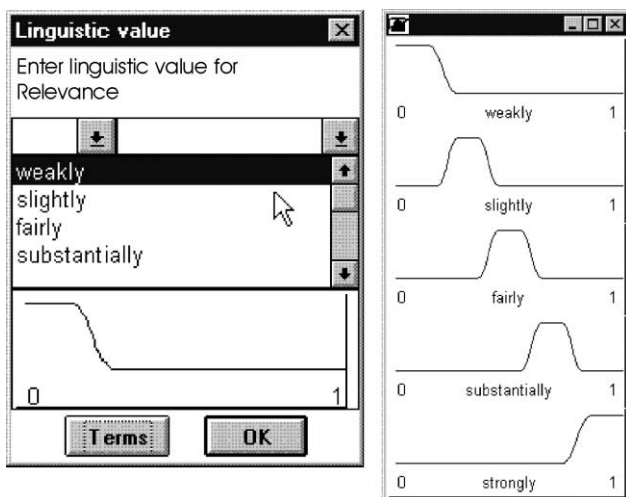 Linguistic value
Enter linguistic value for
Relevance
weakly
slightly
fairly
substantially
0 1
Terms OK
0 weakly 1
0 slightly 1
0 fairly 1
0 substantially 1
0 strongly 1